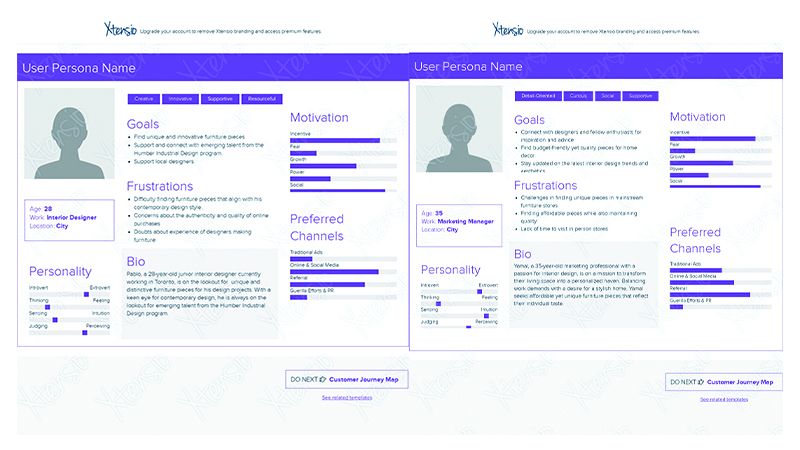 Xtensio Upgrade your account to remove Xtensio branding and access premium features.
User Persona Name
Creative Innovative Supportive Resourceful
Goals
Find unique and innovative furniture pieces
Support and connect with emerging talent from the
Humber Industrial Design program.
Support local designers.
Frustrations
Difficulty finding furniture pieces that align with his
contemporary design style.
Concerns about the authenticity and quality of online
purchases
Doubts about experience of designers making
furniture.
Age: 28
Work: Interior Designer
Location: City
Motivation
Incentive
Fear
Growth
Power
Social
Preferred
Channels
Traditional Ads
Online & Social Media
Referral
Guerilla Efforts & PR
Personality
Introvert Extrovert
Thinking Feeling
Sensing Intuition
Judging Perceiving
Bio
Pablo, a 28-year-old junior interior designer currently
working in Toronto, is on the lookout for unique and
distinctive furniture pieces for his design projects. With a
keen eye for contemporary design, he is always on the
lookout for emerging talent from the Humber Industrial
Design program.
DO NEXT Customer Journey Map
See related templates
Xtensio Upgrade your account to remove Xtensio branding and access premium features.
User Persona Name
Detail-Oriented Curious Social Supportive
Goals
Connect with designers and fellow enthusiasts for
inspiration and advice
Find budget-friendly yet quality pieces for home
decor
Stay updated on the latest interior design trends and
aesthetics
Frustrations
Challenges in finding unique pieces in mainstream
furniture stores
Finding affordable pieces while also maintaining
quality
Lack of time to visit in person stores
Age: 35
Work: Marketing Manager
Location: City
Motivation
Incentive
Fear
Growth
Power
Social
Preferred
Channels
Traditional Ads
Online & Social Media
Referral
Guerilla Efforts & PR
Personality
Introvert Extrovert
Thinking Feeling
Sensing Intuition
Judging Perceiving
Bio
Yamal, a 35-year-old marketing professional with a
passion for interior design, is on a mission to transform
their living space into a personalized haven. Balancing
work demands with a desire for a stylish home, Yamal
seeks affordable yet unique furniture pieces that reflect
their individual taste.
DO NEXT Customer Journey Map
See related templates